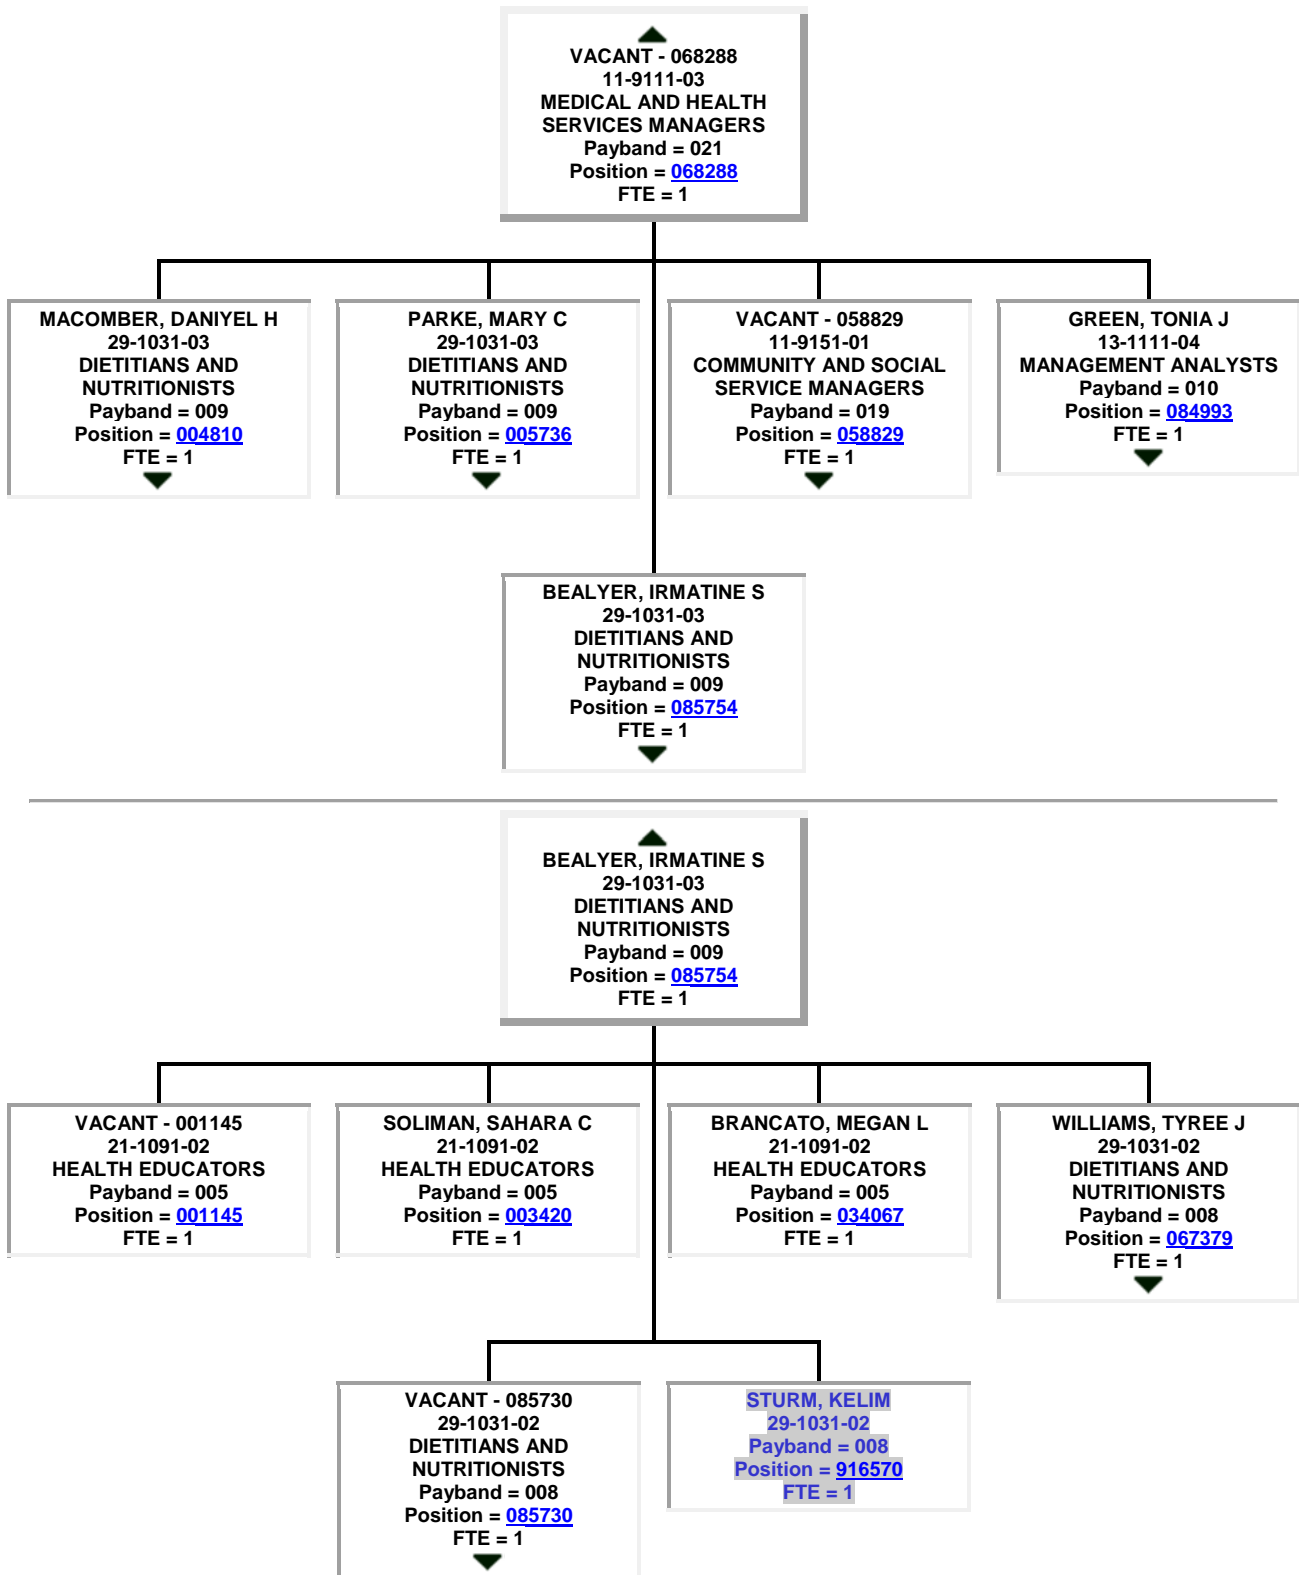 VACANT - 068288
11-9111-03
MEDICAL AND HEALTH
SERVICES MANAGERS
Payband = 021
Position = 068288
FTE = 1
MACOMBER, DANIYEL H
29-1031-03
DIETITIANS AND
NUTRITIONISTS
Payband = 009
Position = 004810
FTE = 1
PARKE, MARY C
29-1031-03
DIETITIANS AND
NUTRITIONISTS
Payband = 009
Position = 005736
FTE = 1
VACANT - 058829
11-9151-01
COMMUNITY AND SOCIAL
SERVICE MANAGERS
Payband = 019
Position = 058829
FTE = 1
GREEN, TONIA J
13-1111-04
MANAGEMENT ANALYSTS
Payband = 010
Position = 084993
FTE = 1
BEALYER, IRMATINE S
29-1031-03
DIETITIANS AND
NUTRITIONISTS
Payband = 009
Position = 085754
FTE = 1
BEALYER, IRMATINE S
29-1031-03
DIETITIANS AND
NUTRITIONISTS
Payband = 009
Position = 085754
FTE = 1
VACANT - 001145
21-1091-02
HEALTH EDUCATORS
Payband = 005
Position = 001145
FTE = 1
SOLIMAN, SAHARA C
21-1091-02
HEALTH EDUCATORS
Payband = 005
Position = 003420
FTE = 1
BRANCATO, MEGAN L
21-1091-02
HEALTH EDUCATORS
Payband = 005
Position = 034067
FTE = 1
WILLIAMS, TYREE J
29-1031-02
DIETITIANS AND
NUTRITIONISTS
Payband = 008
Position = 067379
FTE = 1
VACANT - 085730
29-1031-02
DIETITIANS AND
NUTRITIONISTS
Payband = 008
Position = 085730
FTE = 1
STURM, KELIM
29-1031-02
Payband = 008
Position = 916570
FTE = 1